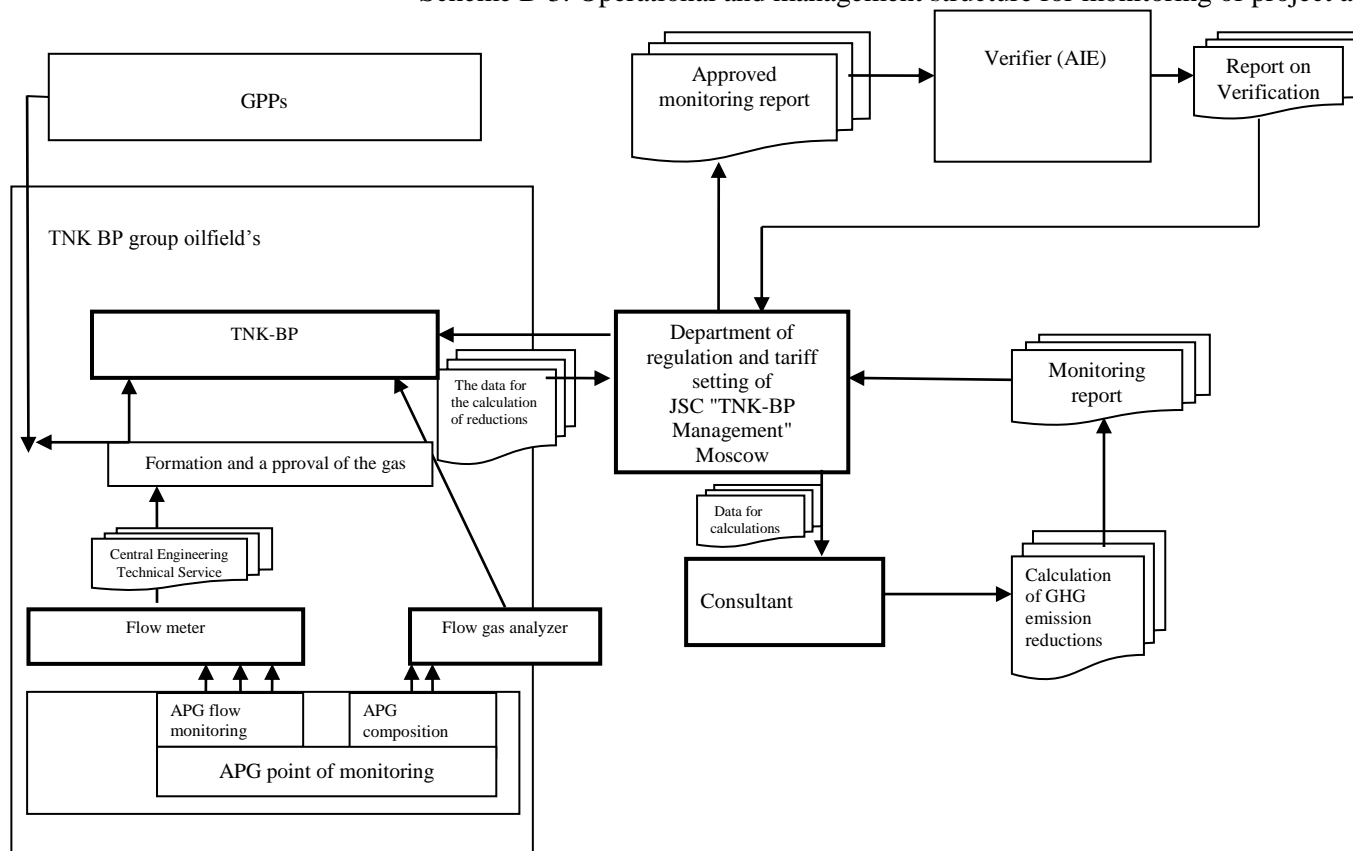 Operational and management structure for monitoring of project a
GPPs
Approved
monitoring report
Verifier (AIE)
Report on
Verification
TNK BP group oilfield's
TNK-BP
The data for
the calculation
of reductions
Department of
regulation and tariff
setting of
JSC "TNK-BP
Management"
Moscow
Monitoring
report
Formation and a pproval of the gas
Central Engineering
Technical Service
Data for
calculations
Consultant
Calculation
of GHG
emission
reductions
Flow meter
Flow gas analyzer
APG flow
monitoring
APG
composition
APG point of monitoring